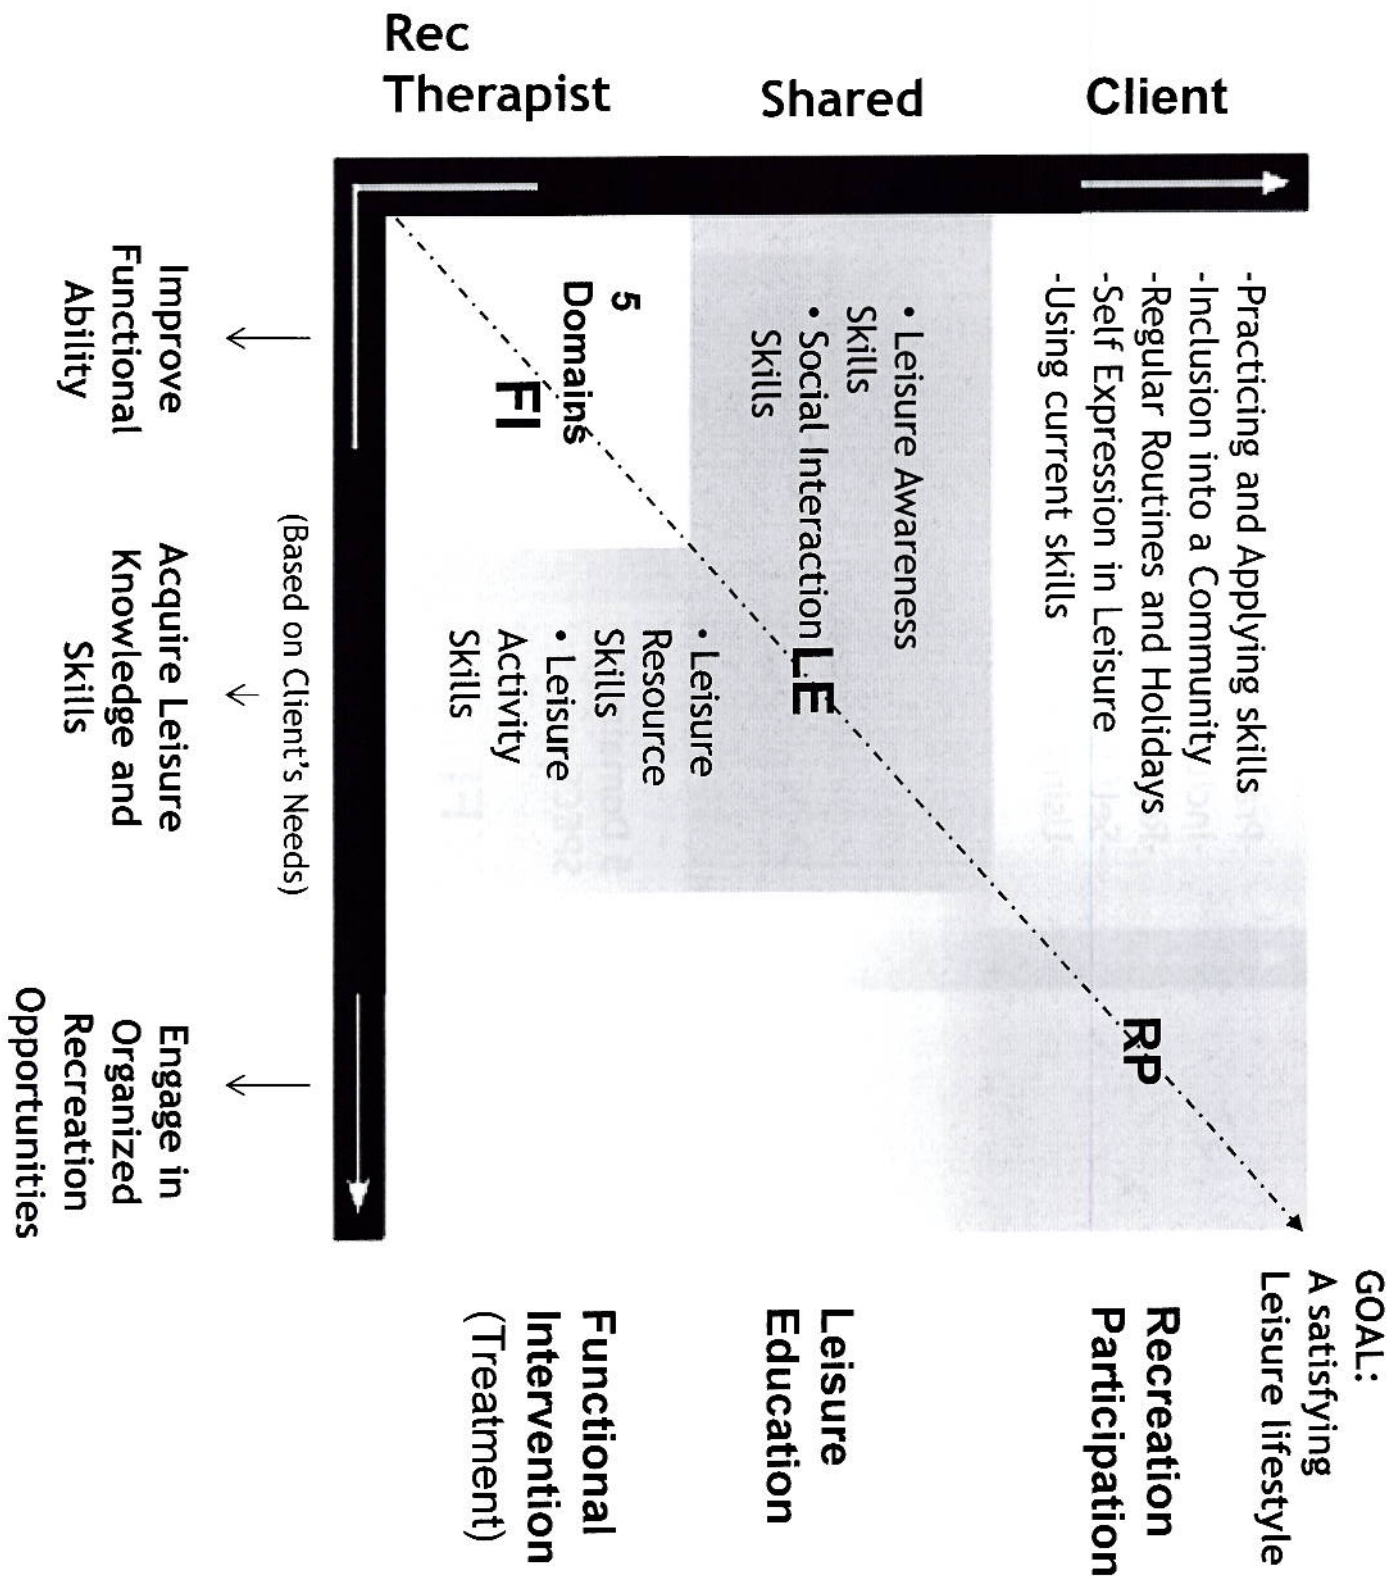 Rec
Therapist
Shared
Client
-Practicing and Applying skills
-Inclusion into a Community
-Regular Routines and Holidays
-Self Expression in Leisure
-Using current skills
• Leisure Awareness
Skills
• Social Interaction
Skills
LE
5
Domains
FI
• Leisure
Resource
Skills
• Leisure
Activity
Skills
RP
GOAL:
A satisfying
Leisure lifestyle
Recreation
Participation
Leisure
Education
Functional
Intervention
(Treatment)
(Based on Client's Needs)
Improve
Functional
Ability
Acquire Leisure
Knowledge and
Skills
Engage in
Organized
Recreation
Opportunities